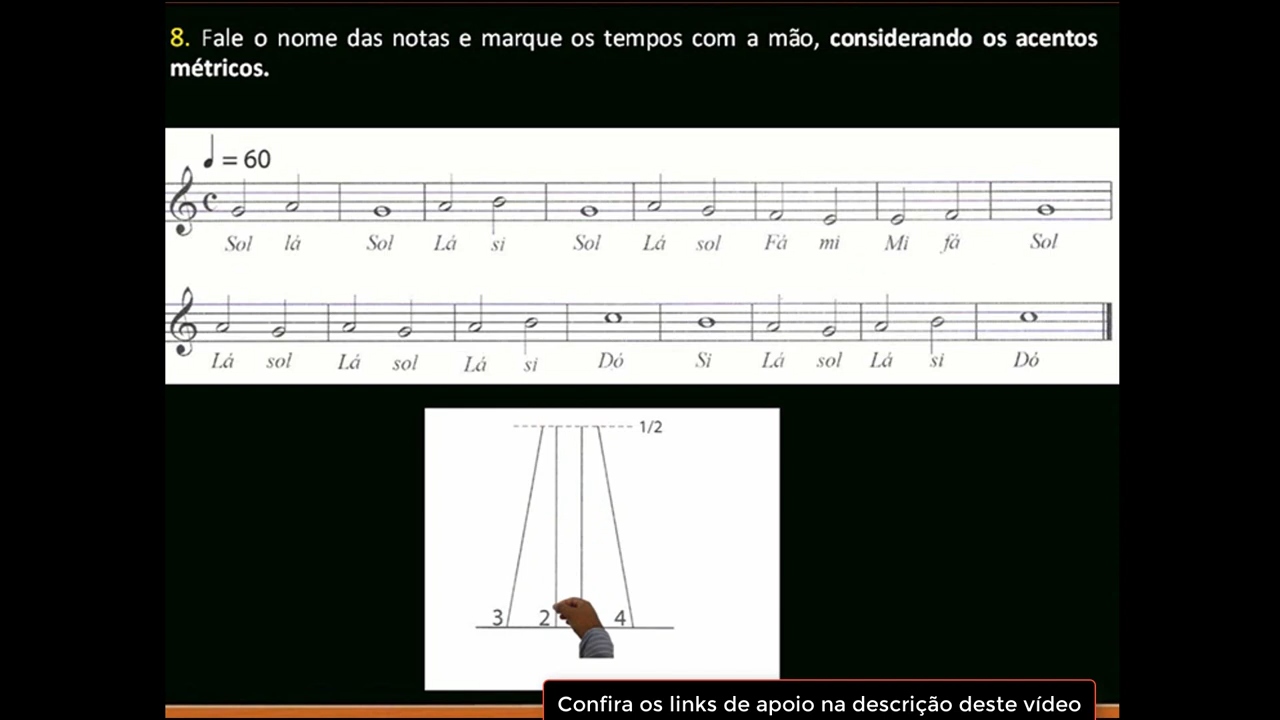 8. Fale o nome das notas e marque os tempos com a mão, considerando os acentos
métricos.
= 60
Sol lá Sol Lá si Sol Lá sol Fá mi Mi fá Sol
Lá sol Lá sol Lá si Dó Si Lá sol Lá si Dó
1/2
3 2 4
Confira os links de apoio na descrição deste vídeo